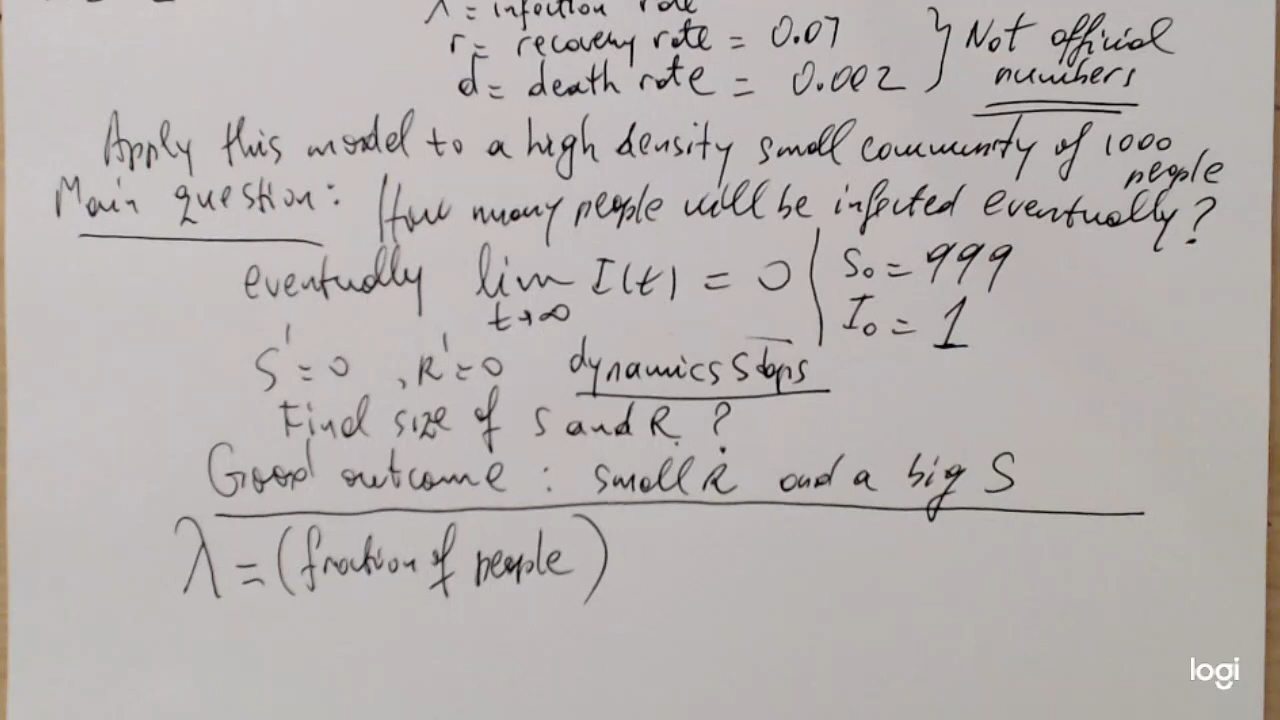 λ = infection rate
r = recovery rate = 0.07 } Not official
d = death rate = 0.002 numbers
Apply this model to a high density small community of 1000 people
Main question: How many people will be infected eventually?
eventually lim I(t) = 0 | S₀ = 999
t→∞ I₀ = 1
S' = 0 , R' = 0 dynamics stops
Find size of S and R ?
Good outcome : small R and a big S
λ = (fraction of people)
logi